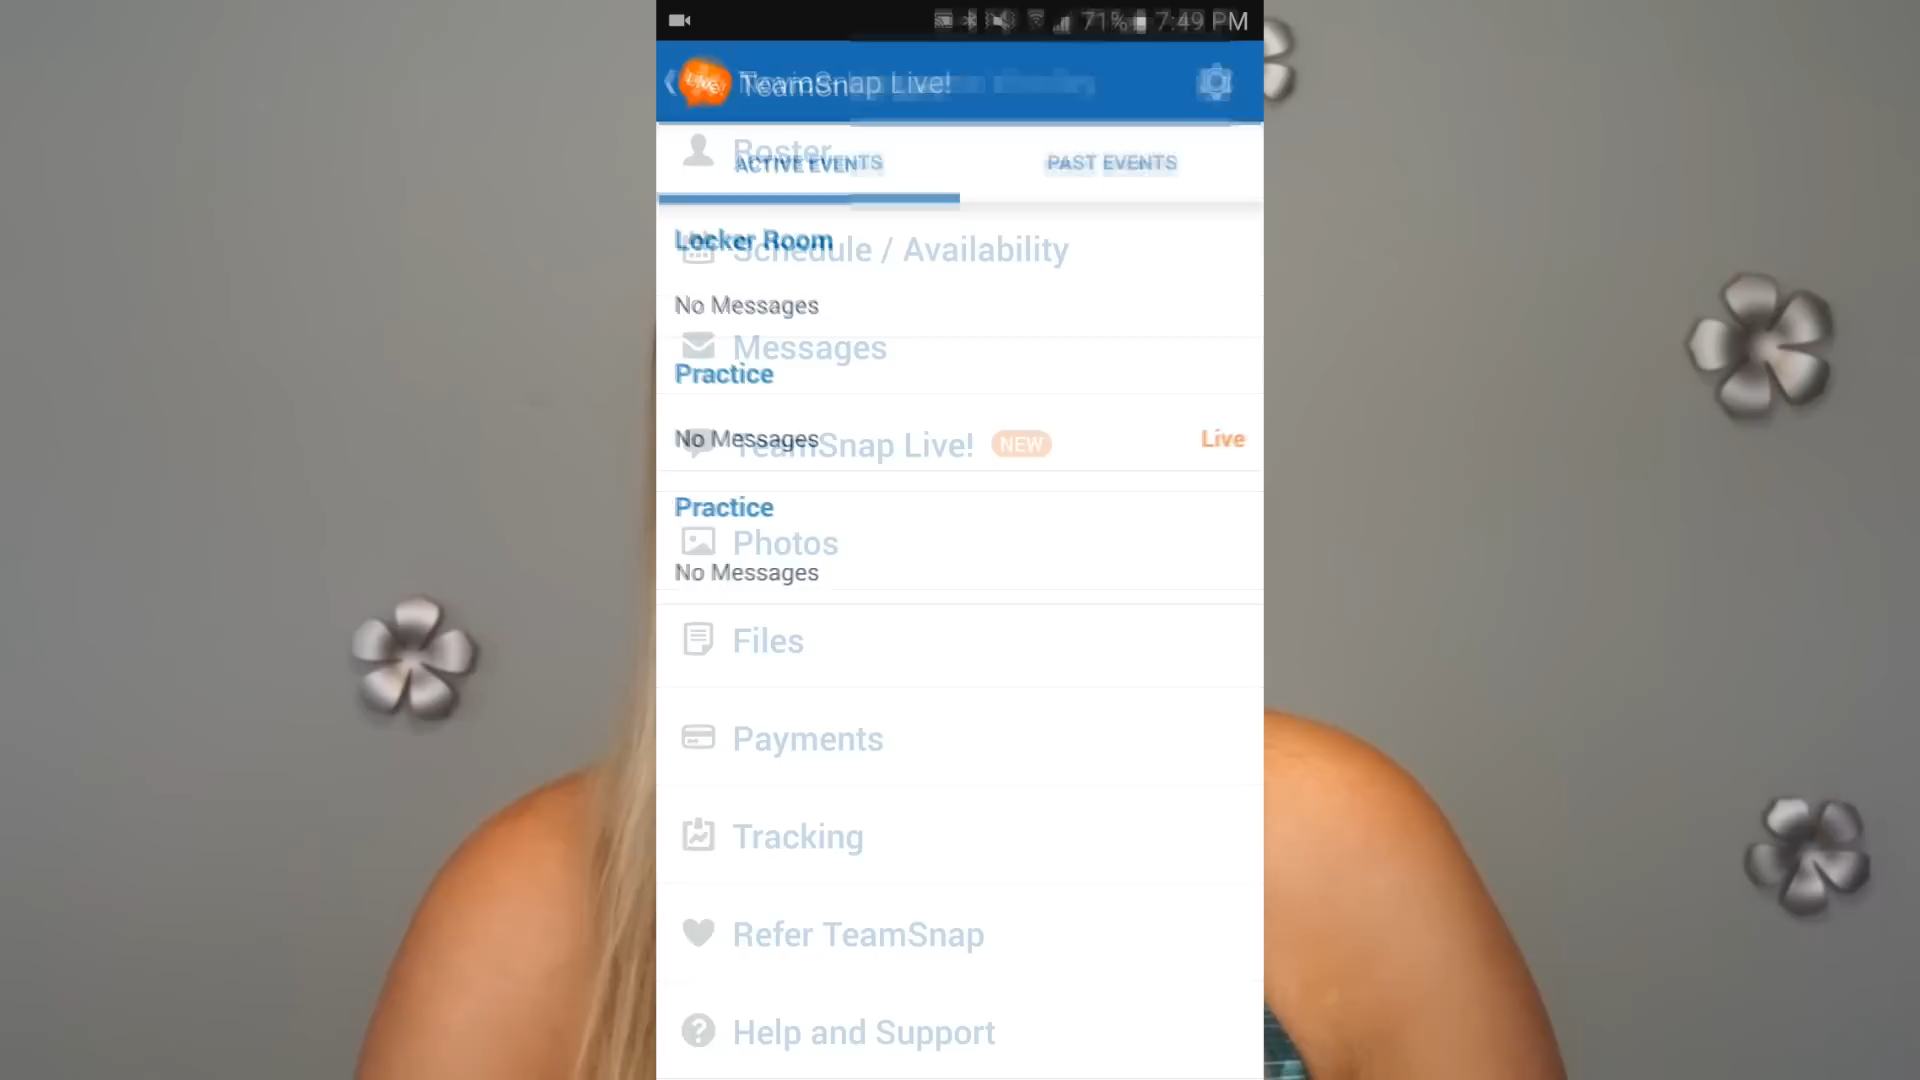 71% 7:49 PM
Live! TeamSnap Live!
Roster
ACTIVE EVENTS PAST EVENTS
Locker Room
Schedule / Availability
No Messages
Messages
Practice
No Messages Live
TeamSnap Live! NEW
Practice
Photos
No Messages
Files
Payments
Tracking
Refer TeamSnap
Help and Support